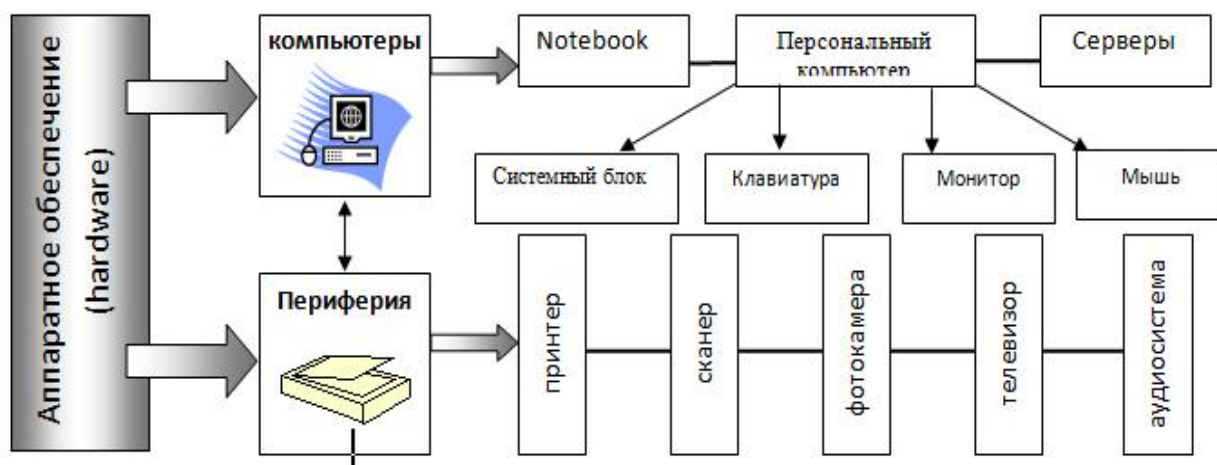 Аппаратное обеспечение
(hardware)
компьютеры
Notebook
Персональный
компьютер
Серверы
Системный блок
Клавиатура
Монитор
Мышь
Периферия
принтер
сканер
фотокамера
телевизор
аудиосистема